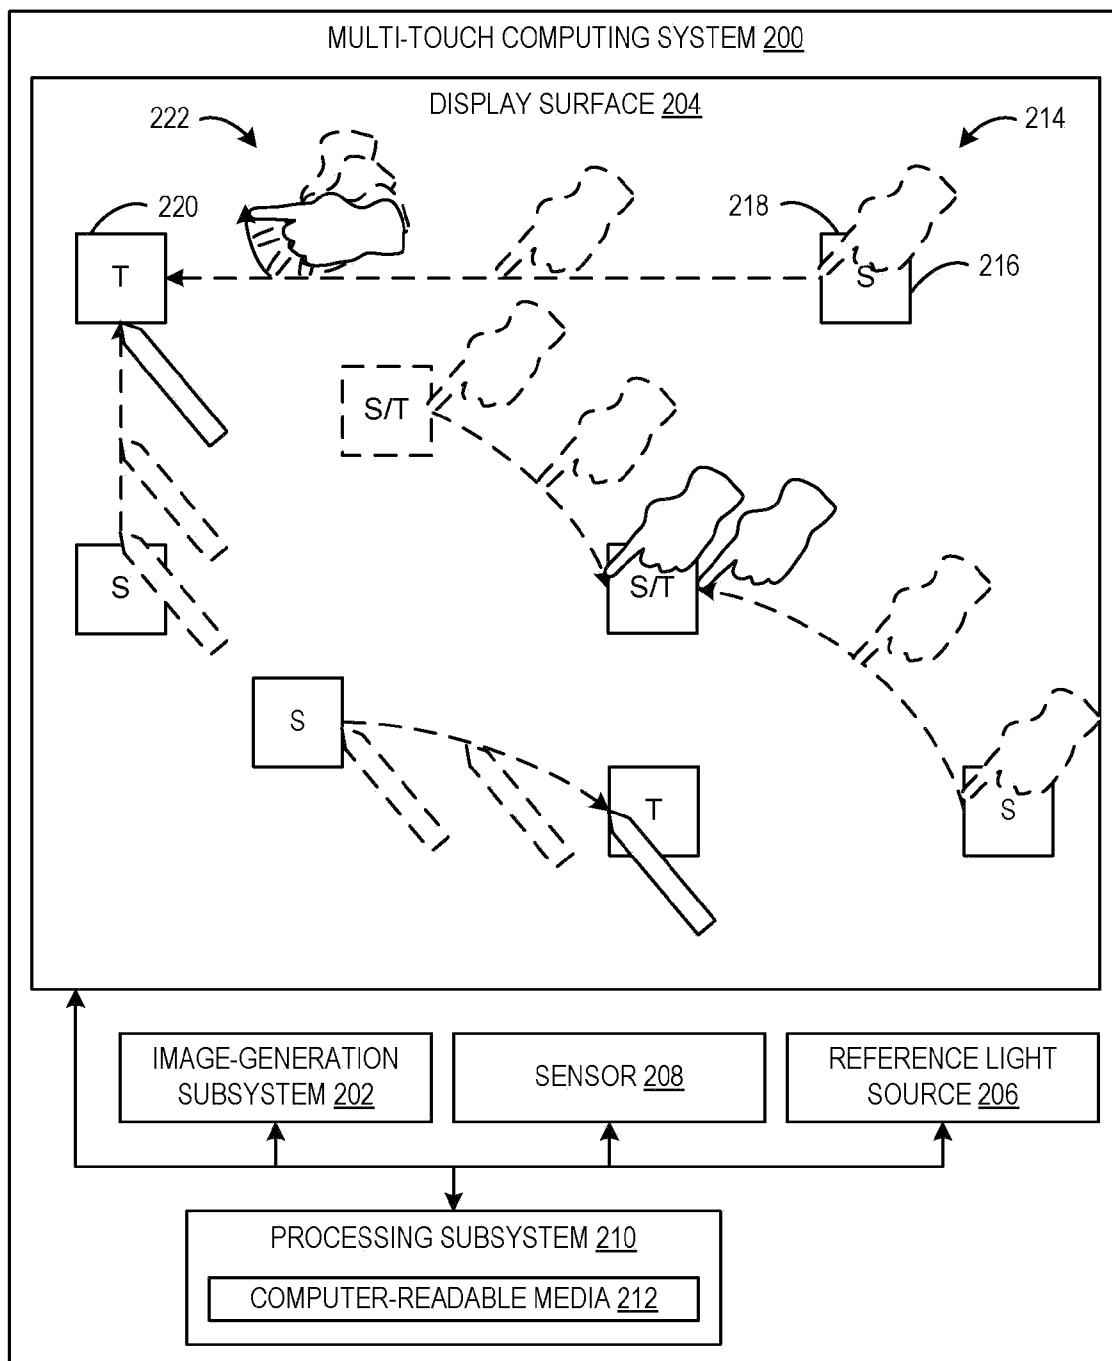 MULTI-TOUCH COMPUTING SYSTEM 200
DISPLAY SURFACE 204
222
214
220
218
T
S
216
S/T
S
S/T
S
T
S
IMAGE-GENERATION
SUBSYSTEM 202
SENSOR 208
REFERENCE LIGHT
SOURCE 206
PROCESSING SUBSYSTEM 210
COMPUTER-READABLE MEDIA 212